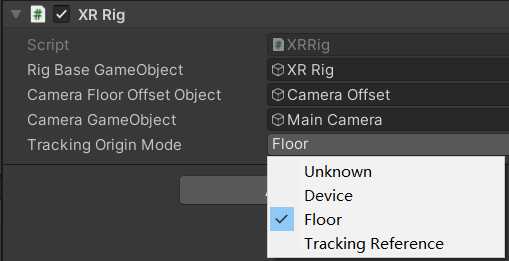 XR Rig
Script XRRig
Rig Base GameObject XR Rig
Camera Floor Offset Object Camera Offset
Camera GameObject Main Camera
Tracking Origin Mode Floor
Unknown
Device
Floor
Tracking Reference